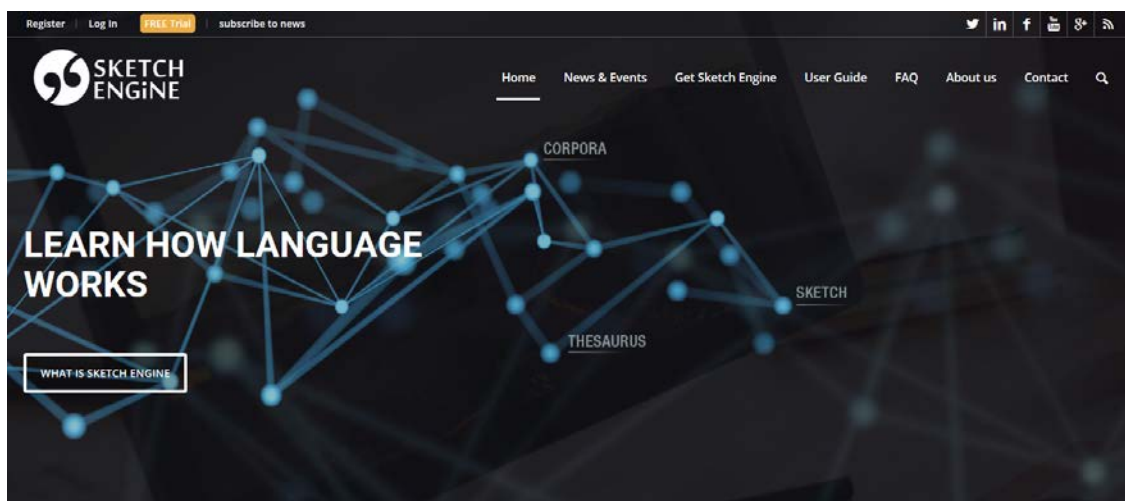 Register Log In FREE Trial subscribe to news
SKETCH
ENGiNE
Home News & Events Get Sketch Engine User Guide FAQ About us Contact
CORPORA
LEARN HOW LANGUAGE
WORKS
SKETCH
THESAURUS
WHAT IS SKETCH ENGINE